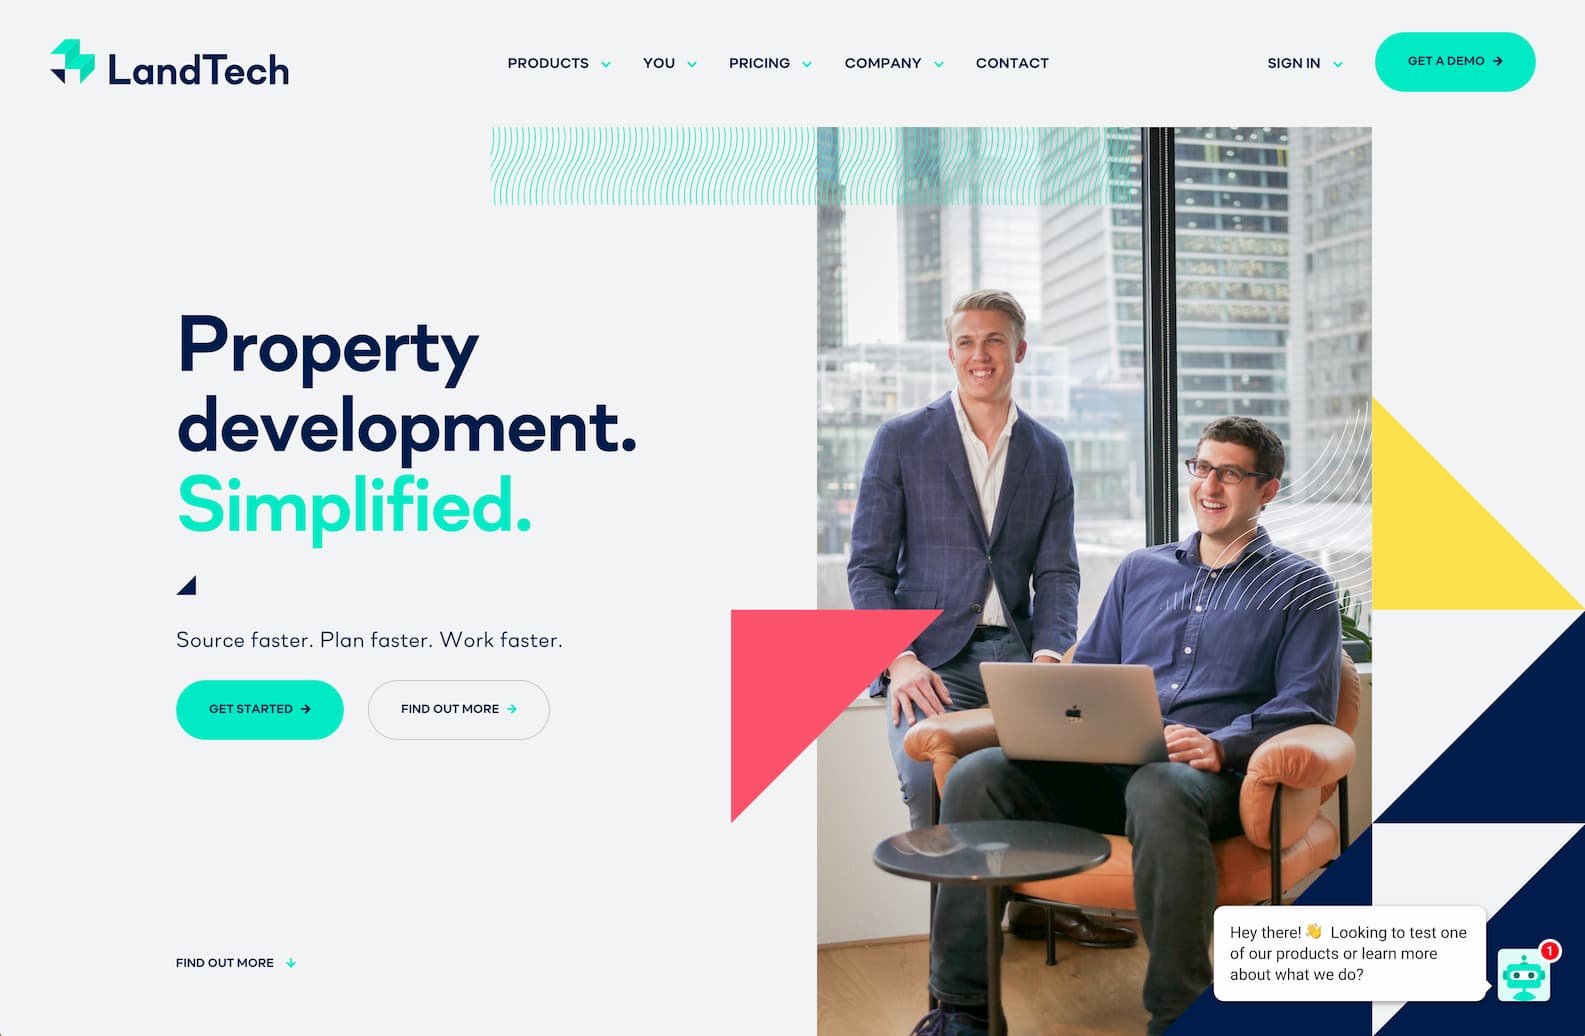 LandTech
PRODUCTS
YOU
PRICING
COMPANY
CONTACT
SIGN IN
GET A DEMO →
Property
development.
Simplified.
Source faster. Plan faster. Work faster.
GET STARTED →
FIND OUT MORE →
FIND OUT MORE ↓
Hey there! 👋 Looking to test one
of our products or learn more
about what we do?
1